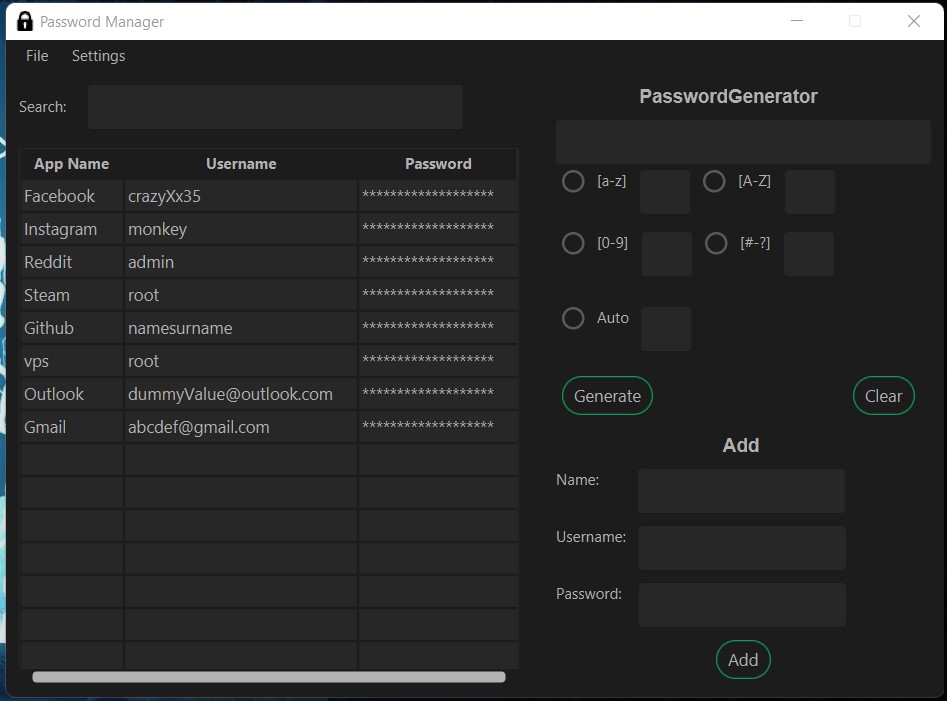 Password Manager
File Settings
Search:
App Name Username Password
Facebook crazyXx35 *******************
Instagram monkey *******************
Reddit admin *******************
Steam root *******************
Github namesurname *******************
vps root *******************
Outlook dummyValue@outlook.com *******************
Gmail abcdef@gmail.com *******************
PasswordGenerator
[a-z] [A-Z]
[0-9] [#-?]
Auto
Generate Clear
Add
Name:
Username:
Password:
Add